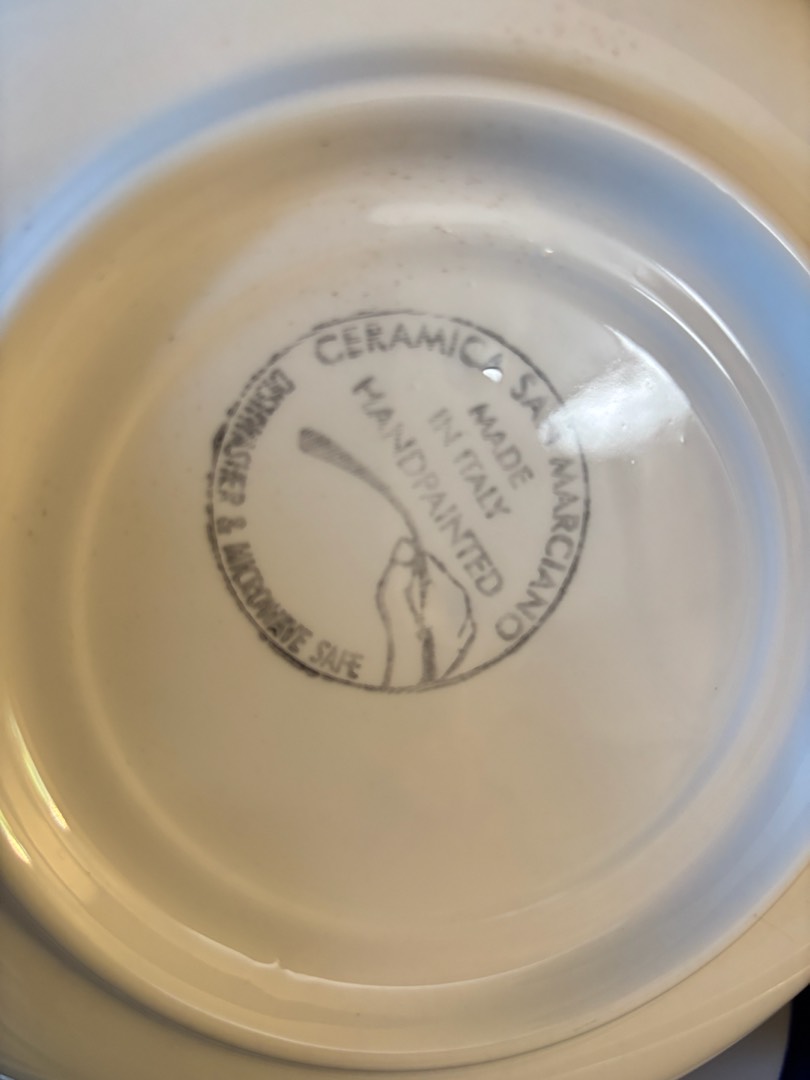 CERAMICA SAN MARCIANO
MADE
IN ITALY
HANDPAINTED
DISHWASHER & MICROWAVE SAFE